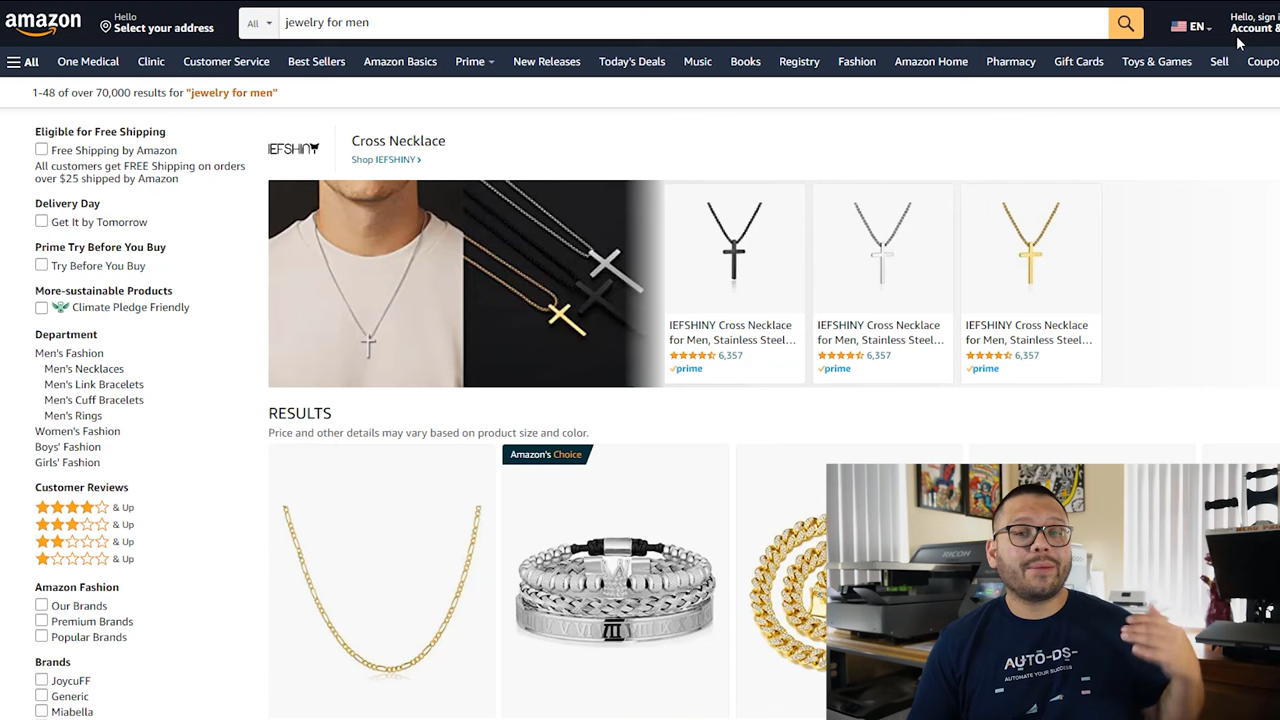 amazon
Hello
Select your address
All
jewelry for men
EN
Hello, sign i
Account &
All
One Medical
Clinic
Customer Service
Best Sellers
Amazon Basics
Prime
New Releases
Today's Deals
Music
Books
Registry
Fashion
Amazon Home
Pharmacy
Gift Cards
Toys & Games
Sell
Coupo
1-48 of over 70,000 results for "jewelry for men"
Eligible for Free Shipping
Free Shipping by Amazon
All customers get FREE Shipping on orders
over $25 shipped by Amazon
Delivery Day
Get It by Tomorrow
Prime Try Before You Buy
Try Before You Buy
More-sustainable Products
Climate Pledge Friendly
Department
Men's Fashion
Men's Necklaces
Men's Link Bracelets
Men's Cuff Bracelets
Men's Rings
Women's Fashion
Boys' Fashion
Girls' Fashion
Customer Reviews
& Up
& Up
& Up
& Up
Amazon Fashion
Our Brands
Premium Brands
Popular Brands
Brands
JoycuFF
Generic
Miabella
IEFSHINY
Cross Necklace
Shop IEFSHINY ›
IEFSHINY Cross Necklace
for Men, Stainless Steel...
6,357
prime
IEFSHINY Cross Necklace
for Men, Stainless Steel...
6,357
prime
IEFSHINY Cross Necklace
for Men, Stainless Steel...
6,357
prime
RESULTS
Price and other details may vary based on product size and color.
Amazon's Choice
RICOH
AUTO-DS-
AUTOMATE YOUR SUCCESS